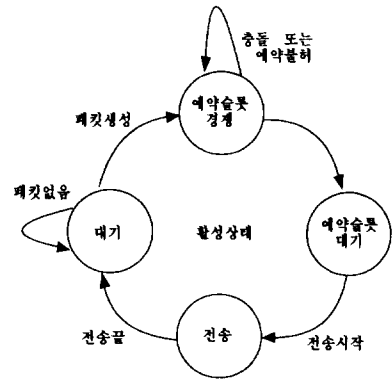 충돌 또는
예약불허
예약슬롯
경쟁
패킷생성
패킷없음
대기
활성상태
예약슬롯
대기
전송끝
전송
전송시작